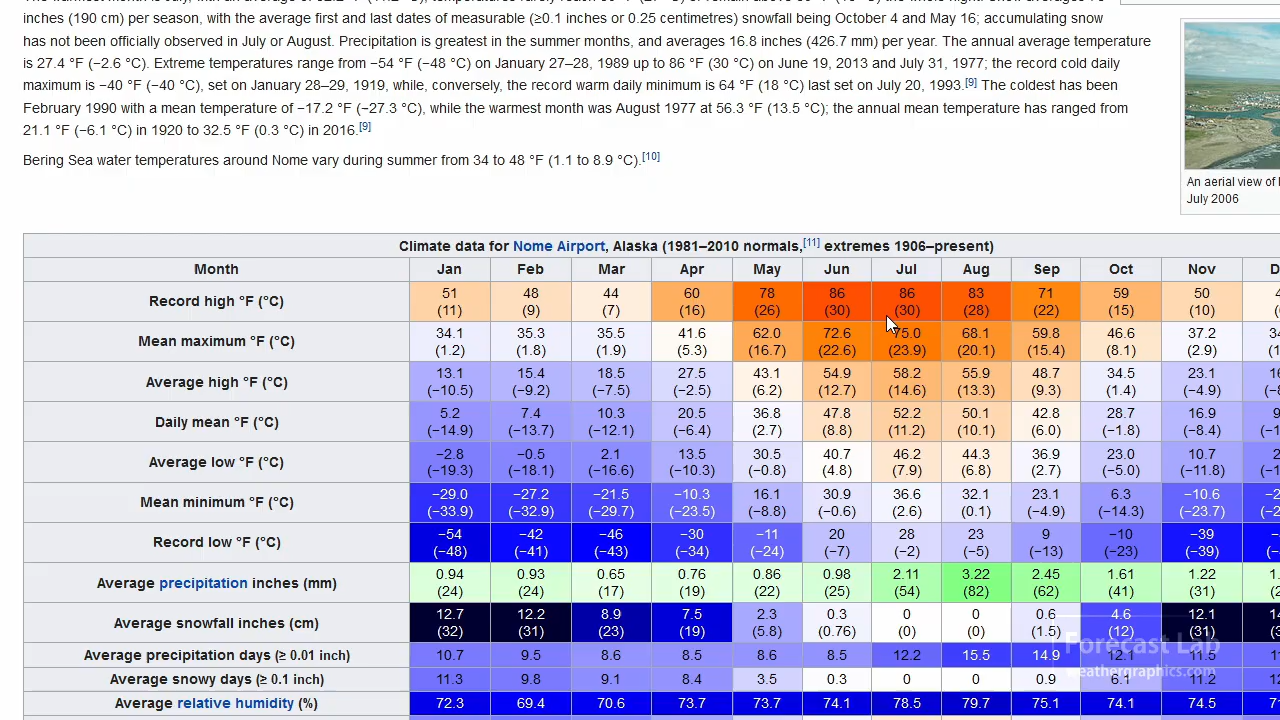 inches (190 cm) per season, with the average first and last dates of measurable (≥0.1 inches or 0.25 centimetres) snowfall being October 4 and May 16; accumulating snow
has not been officially observed in July or August. Precipitation is greatest in the summer months, and averages 16.8 inches (426.7 mm) per year. The annual average temperature
is 27.4 °F (−2.6 °C). Extreme temperatures range from −54 °F (−48 °C) on January 27–28, 1989 up to 86 °F (30 °C) on June 19, 2013 and July 31, 1977; the record cold daily
maximum is −40 °F (−40 °C), set on January 28–29, 1919, while, conversely, the record warm daily minimum is 64 °F (18 °C) last set on July 20, 1993.[9] The coldest has been
February 1990 with a mean temperature of −17.2 °F (−27.3 °C), while the warmest month was August 1977 at 56.3 °F (13.5 °C); the annual mean temperature has ranged from
21.1 °F (−6.1 °C) in 1920 to 32.5 °F (0.3 °C) in 2016.[9]
Bering Sea water temperatures around Nome vary during summer from 34 to 48 °F (1.1 to 8.9 °C).[10]
An aerial view of
July 2006
Climate data for Nome Airport, Alaska (1981–2010 normals,[11] extremes 1906–present)
Month Jan Feb Mar Apr May Jun Jul Aug Sep Oct Nov D
Record high °F (°C) 51 48 44 60 78 86 86 83 71 59 50 4
(11) (9) (7) (16) (26) (30) (30) (28) (22) (15) (10)
Mean maximum °F (°C) 34.1 35.3 35.5 41.6 62.0 72.6 75.0 68.1 59.8 46.6 37.2 34
(1.2) (1.8) (1.9) (5.3) (16.7) (22.6) (23.9) (20.1) (15.4) (8.1) (2.9) (1
Average high °F (°C) 13.1 15.4 18.5 27.5 43.1 54.9 58.2 55.9 48.7 34.5 23.1 16
(−10.5) (−9.2) (−7.5) (−2.5) (6.2) (12.7) (14.6) (13.3) (9.3) (1.4) (−4.9) (−
Daily mean °F (°C) 5.2 7.4 10.3 20.5 36.8 47.8 52.2 50.1 42.8 28.7 16.9 9
(−14.9) (−13.7) (−12.1) (−6.4) (2.7) (8.8) (11.2) (10.1) (6.0) (−1.8) (−8.4) (−1
Average low °F (°C) −2.8 −0.5 2.1 13.5 30.5 40.7 46.2 44.3 36.9 23.0 10.7 2
(−19.3) (−18.1) (−16.6) (−10.3) (−0.8) (4.8) (7.9) (6.8) (2.7) (−5.0) (−11.8) (−1
Mean minimum °F (°C) −29.0 −27.2 −21.5 −10.3 16.1 30.9 36.6 32.1 23.1 6.3 −10.6 −2
(−33.9) (−32.9) (−29.7) (−23.5) (−8.8) (−0.6) (2.6) (0.1) (−4.9) (−14.3) (−23.7) (−
Record low °F (°C) −54 −42 −46 −30 −11 20 28 23 9 −10 −39
(−48) (−41) (−43) (−34) (−24) (−7) (−2) (−5) (−13) (−23) (−39)
Average precipitation inches (mm) 0.94 0.93 0.65 0.76 0.86 0.98 2.11 3.22 2.45 1.61 1.22 1.
(24) (24) (17) (19) (22) (25) (54) (82) (62) (41) (31)
Average snowfall inches (cm) 12.7 12.2 8.9 7.5 2.3 0.3 0 0 0.6 4.6 12.1 14
(32) (31) (23) (19) (5.8) (0.76) (0) (0) (1.5) (12) (31) (3
Average precipitation days (≥ 0.01 inch) 10.7 9.5 8.6 8.5 8.6 8.5 12.2 15.5 14.9 12.1
Average snowy days (≥ 0.1 inch) 11.3 9.8 9.1 8.4 3.5 0.3 0 0 0.9 11.2
Average relative humidity (%) 72.3 69.4 70.6 73.7 73.7 74.1 78.5 79.7 75.1 74.1 74.5 71
Forecast Lab
weathergraphics.com